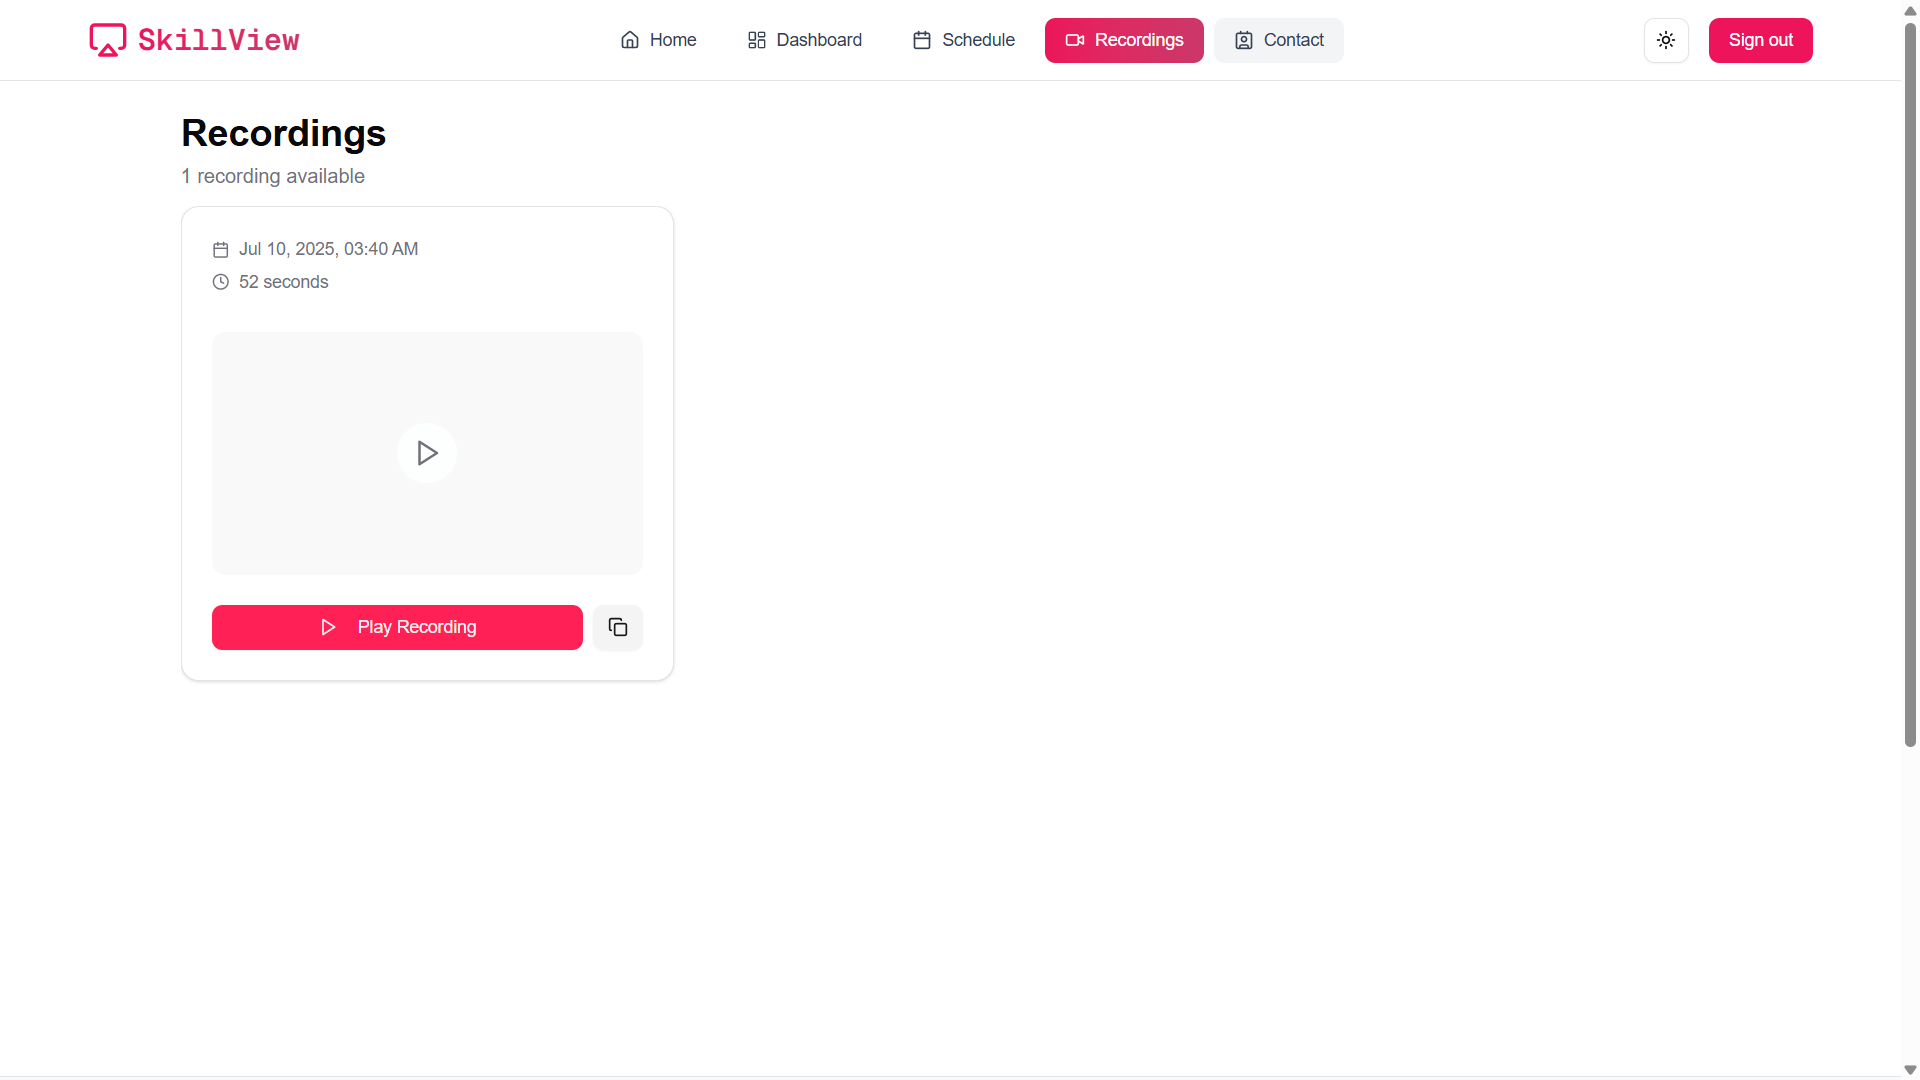 SkillView
Home
Dashboard
Schedule
Recordings
Contact
Sign out
Recordings
1 recording available
Jul 10, 2025, 03:40 AM
52 seconds
Play Recording